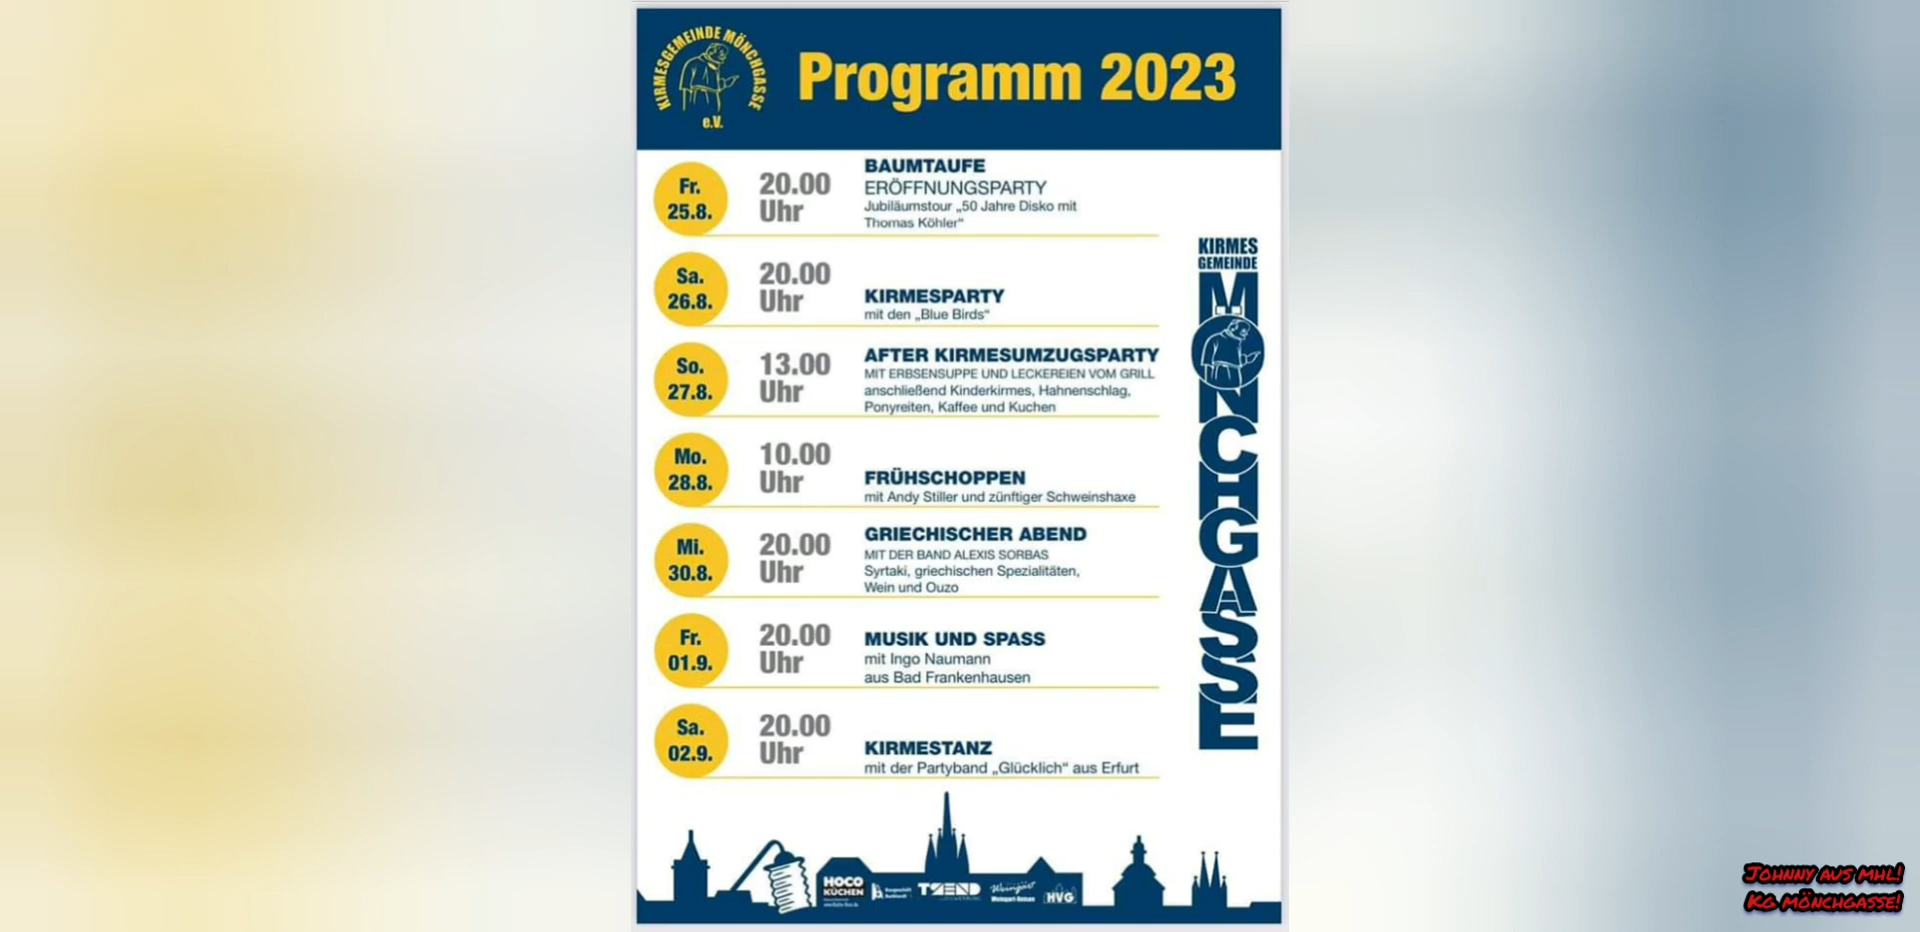 KIRMESGEMEINDE MÖNCHGASSE
e.V.
Programm 2023
Fr.
25.8.
20.00
Uhr
BAUMTAUFE
ERÖFFNUNGSPARTY
Jubiläumstour „50 Jahre Disko mit
Thomas Köhler“
Sa.
26.8.
20.00
Uhr
KIRMESPARTY
mit den „Blue Birds“
So.
27.8.
13.00
Uhr
AFTER KIRMESUMZUGSPARTY
MIT ERBSENSUPPE UND LECKEREIEN VOM GRILL
anschließend Kinderkirmes, Hahnenschlag,
Ponyreiten, Kaffee und Kuchen
Mo.
28.8.
10.00
Uhr
FRÜHSCHOPPEN
mit Andy Stiller und zünftiger Schweinshaxe
Mi.
30.8.
20.00
Uhr
GRIECHISCHER ABEND
MIT DER BAND ALEXIS SORBAS
Syrtaki, griechischen Spezialitäten,
Wein und Ouzo
Fr.
01.9.
20.00
Uhr
MUSIK UND SPASS
mit Ingo Naumann
aus Bad Frankenhausen
Sa.
02.9.
20.00
Uhr
KIRMESTANZ
mit der Partyband „Glücklich“ aus Erfurt
KIRMES
GEMEINDE
MÖNCHGASSE
HOCO
KÜCHEN
Weingart
Weingart-Reisen
HVG
Johnny aus mhl!
Kg mönchgasse!